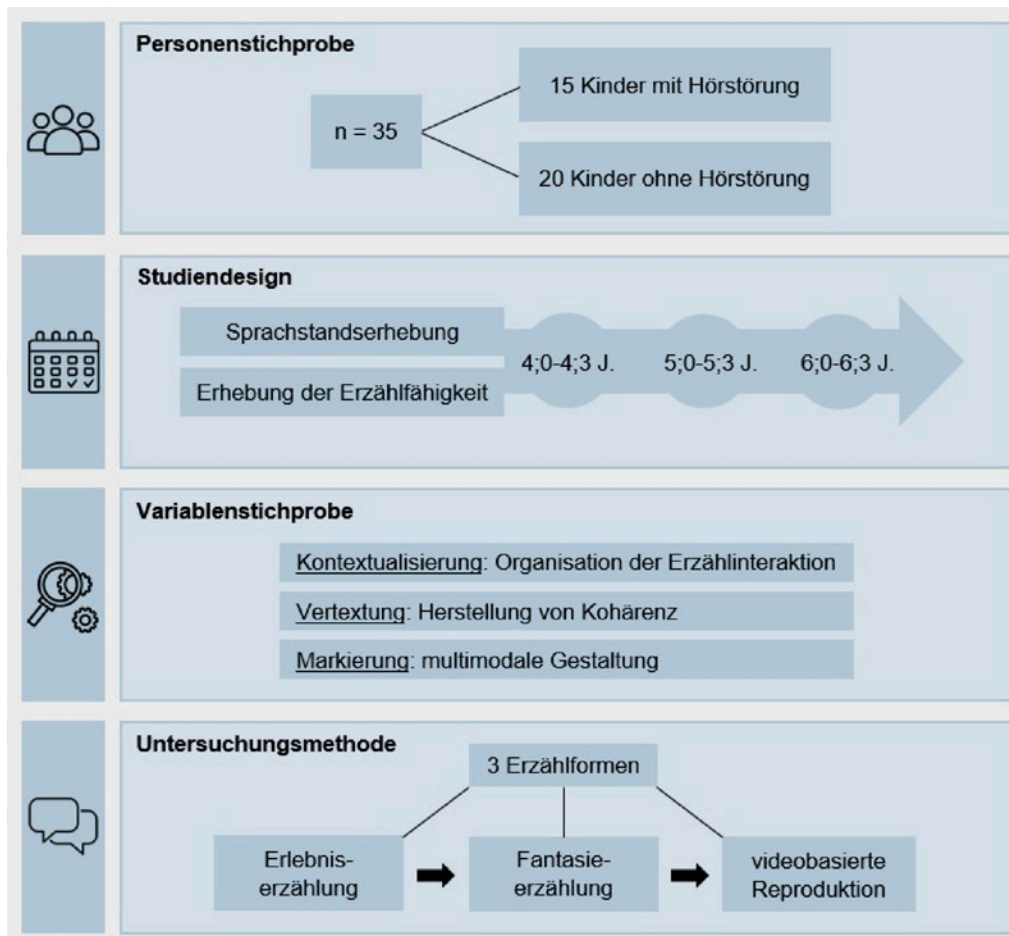 Personenstichprobe
n = 35
15 Kinder mit Hörstörung
20 Kinder ohne Hörstörung
Studiendesign
Sprachstandserhebung
Erhebung der Erzählfähigkeit
4;0-4;3 J.
5;0-5;3 J.
6;0-6;3 J.
Variablenstichprobe
Kontextualisierung: Organisation der Erzählinteraktion
Vertextung: Herstellung von Kohärenz
Markierung: multimodale Gestaltung
Untersuchungsmethode
3 Erzählformen
Erlebnis-
erzählung
Fantasie-
erzählung
videobasierte
Reproduktion